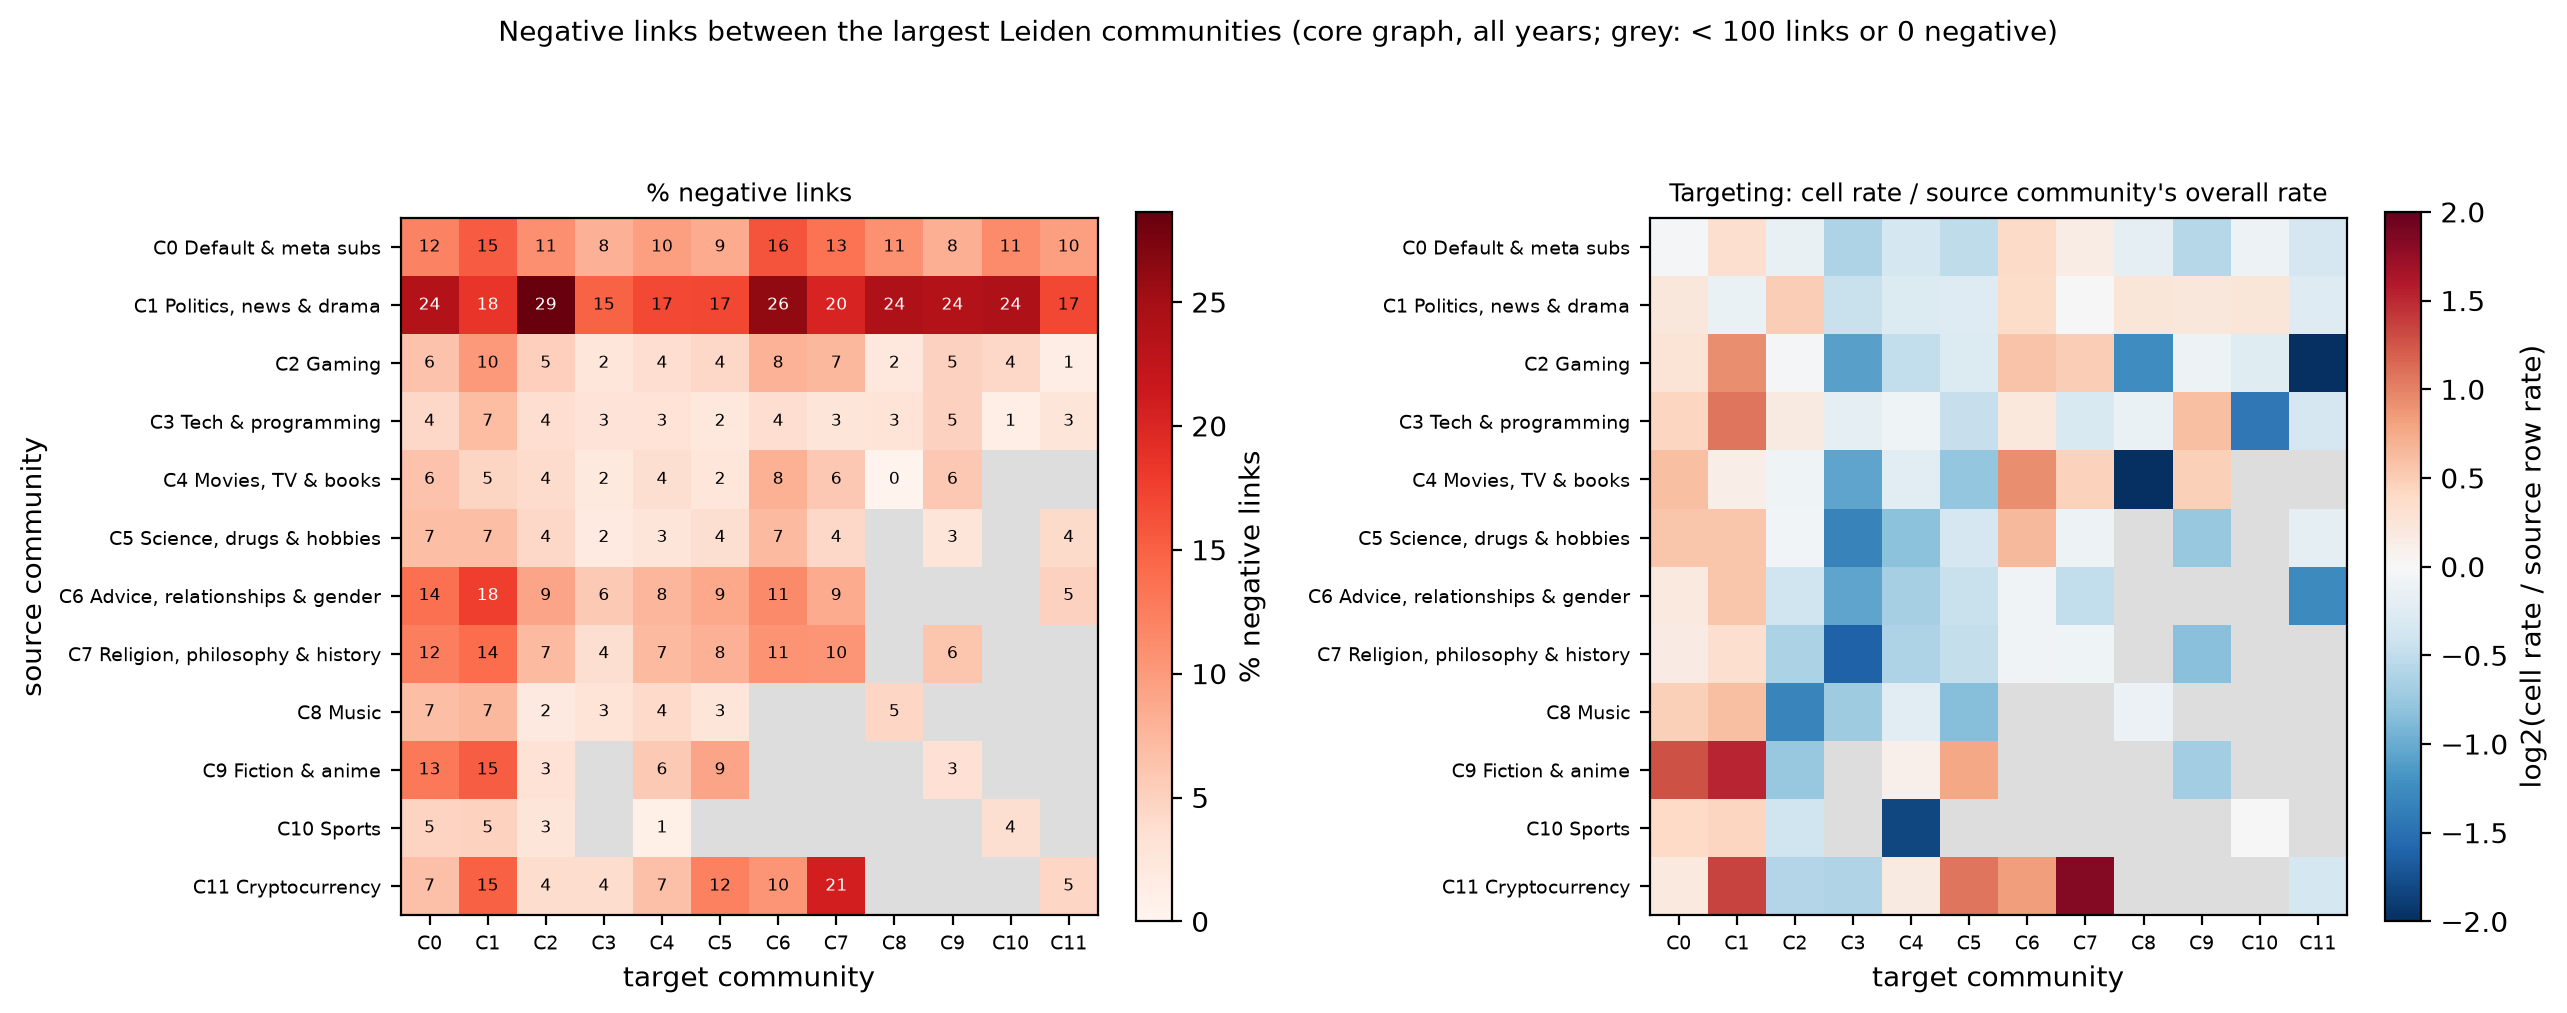 Negative links between the largest Leiden communities (core graph, all years; grey: < 100 links or 0 negative)
% negative links
source community
C0 Default & meta subs 12 15 11 8 10 9 16 13 11 8 11 10
C1 Politics, news & drama 24 18 29 15 17 17 26 20 24 24 24 17
C2 Gaming 6 10 5 2 4 4 8 7 2 5 4 1
C3 Tech & programming 4 7 4 3 3 2 4 3 3 5 1 3
C4 Movies, TV & books 6 5 4 2 4 2 8 6 0 6
C5 Science, drugs & hobbies 7 7 4 2 3 4 7 4 3 4
C6 Advice, relationships & gender 14 18 9 6 8 9 11 9 5
C7 Religion, philosophy & history 12 14 7 4 7 8 11 10 6
C8 Music 7 7 2 3 4 3 5
C9 Fiction & anime 13 15 3 6 9 3
C10 Sports 5 5 3 1 4
C11 Cryptocurrency 7 15 4 4 7 12 10 21 5
C0 C1 C2 C3 C4 C5 C6 C7 C8 C9 C10 C11
target community
25
20
15
10
5
0
% negative links
Targeting: cell rate / source community's overall rate
C0 Default & meta subs
C1 Politics, news & drama
C2 Gaming
C3 Tech & programming
C4 Movies, TV & books
C5 Science, drugs & hobbies
C6 Advice, relationships & gender
C7 Religion, philosophy & history
C8 Music
C9 Fiction & anime
C10 Sports
C11 Cryptocurrency
C0 C1 C2 C3 C4 C5 C6 C7 C8 C9 C10 C11
target community
2.0
1.5
1.0
0.5
0.0
−0.5
−1.0
−1.5
−2.0
log2(cell rate / source row rate)